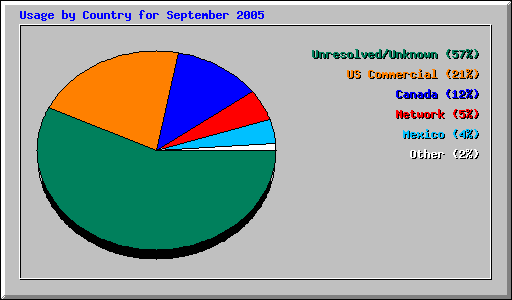 Usage by Country for September 2005
Unresolved/Unknown (57%)
US Commercial (21%)
Canada (12%)
Network (5%)
Mexico (4%)
Other (2%)